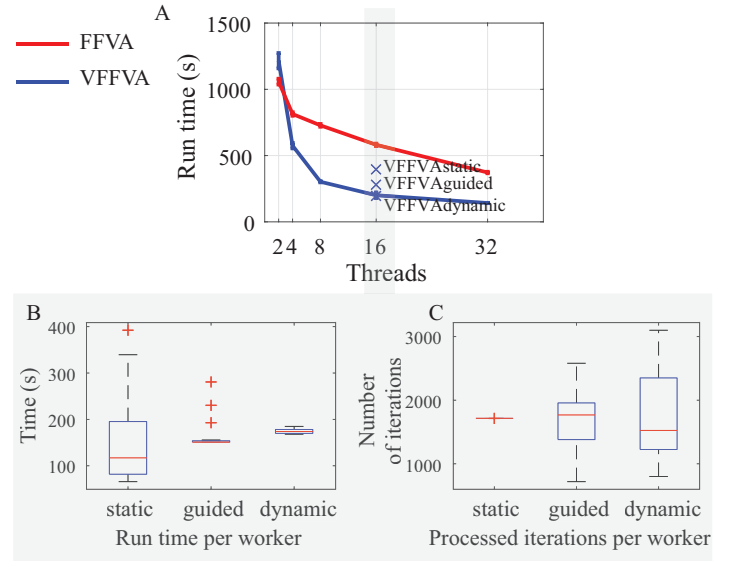 A
FFVA
VFFVA
Run time (s)
1500
1000
500
0
VFFVAstatic
VFFVAguided
VFFVAdynamic
2 4 8 16 32
Threads
B
Time (s)
400
300
200
100
static guided dynamic
Run time per worker
C
Number
of iterations
3000
2000
1000
static guided dynamic
Processed iterations per worker